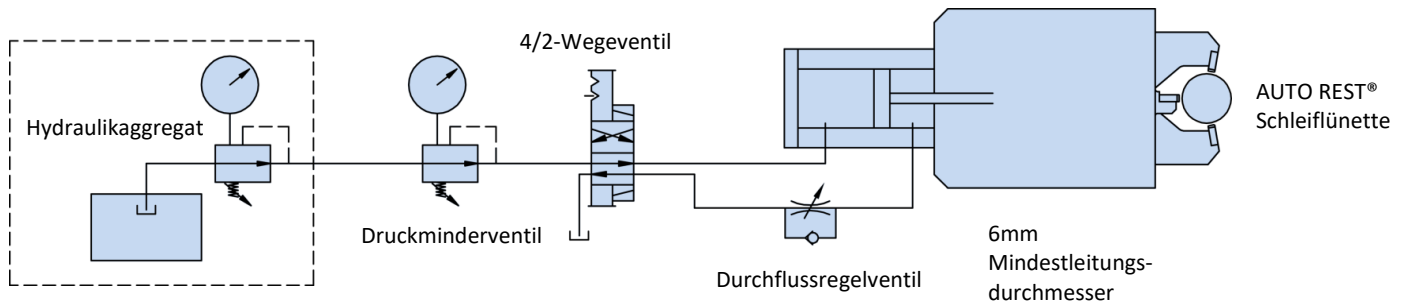 4/2-Wegeventil
Hydraulikaggregat
AUTO REST®
Schleiflünette
Druckminderventil
Durchflussregelventil
6mm
Mindestleitungs-
durchmesser